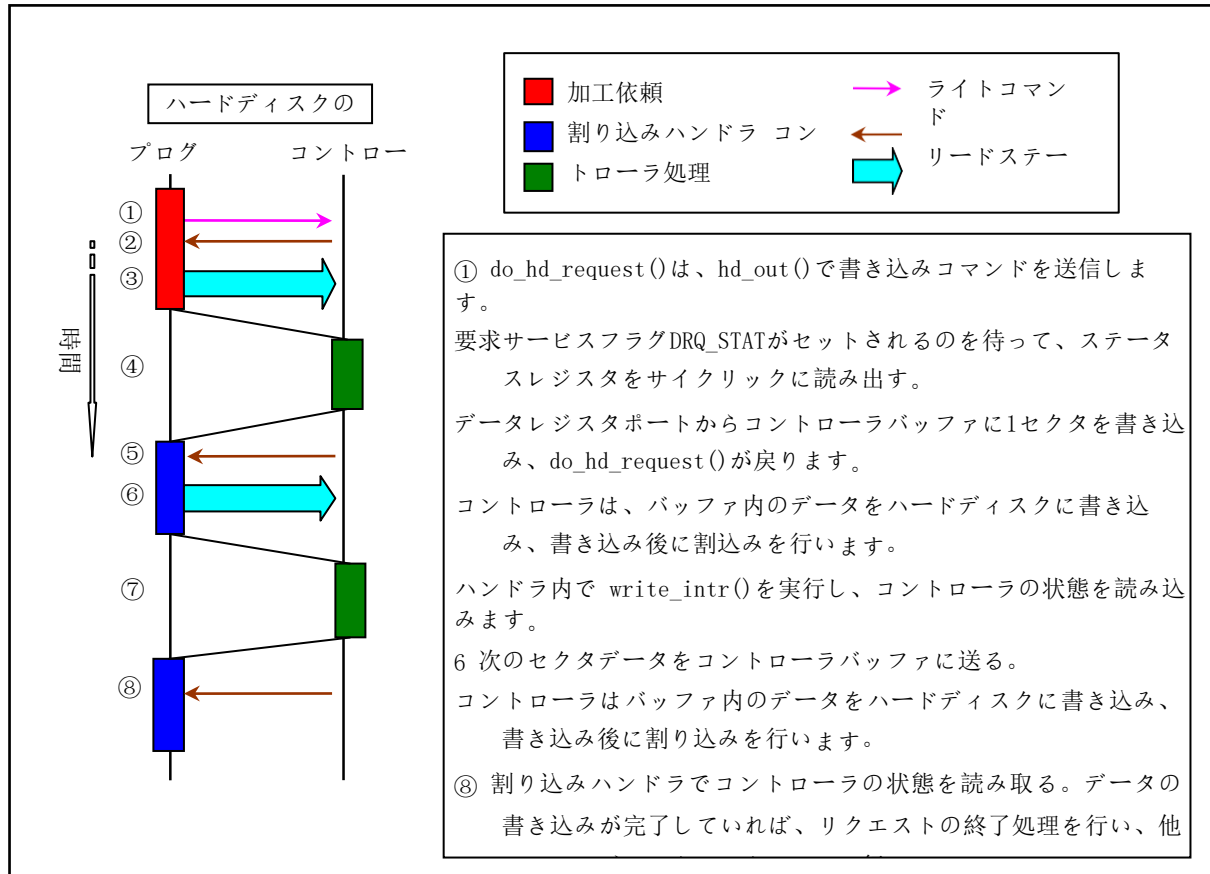 ハードディスクの
プログ
コントロー
①
②
③
④
⑤
⑥
⑦
⑧
時間
加工依頼
割り込みハンドラ コン
トローラ処理
ライトコマン
ド
リードステー
① do_hd_request()は、hd_out()で書き込みコマンドを送信しま
す。
要求サービスフラグDRQ_STATがセットされるのを待って、ステータ
スレジスタをサイクリックに読み出す。
データレジスタポートからコントローラバッファに1セクタを書き込
み、do_hd_request()が戻ります。
コントローラは、バッファ内のデータをハードディスクに書き込
み、書き込み後に割込みを行います。
ハンドラ内で write_intr()を実行し、コントローラの状態を読み込
みます。
6 次のセクタデータをコントローラバッファに送る。
コントローラはバッファ内のデータをハードディスクに書き込み、
書き込み後に割り込みを行います。
⑧ 割り込みハンドラでコントローラの状態を読み取る。データの
書き込みが完了していれば、リクエストの終了処理を行い、他